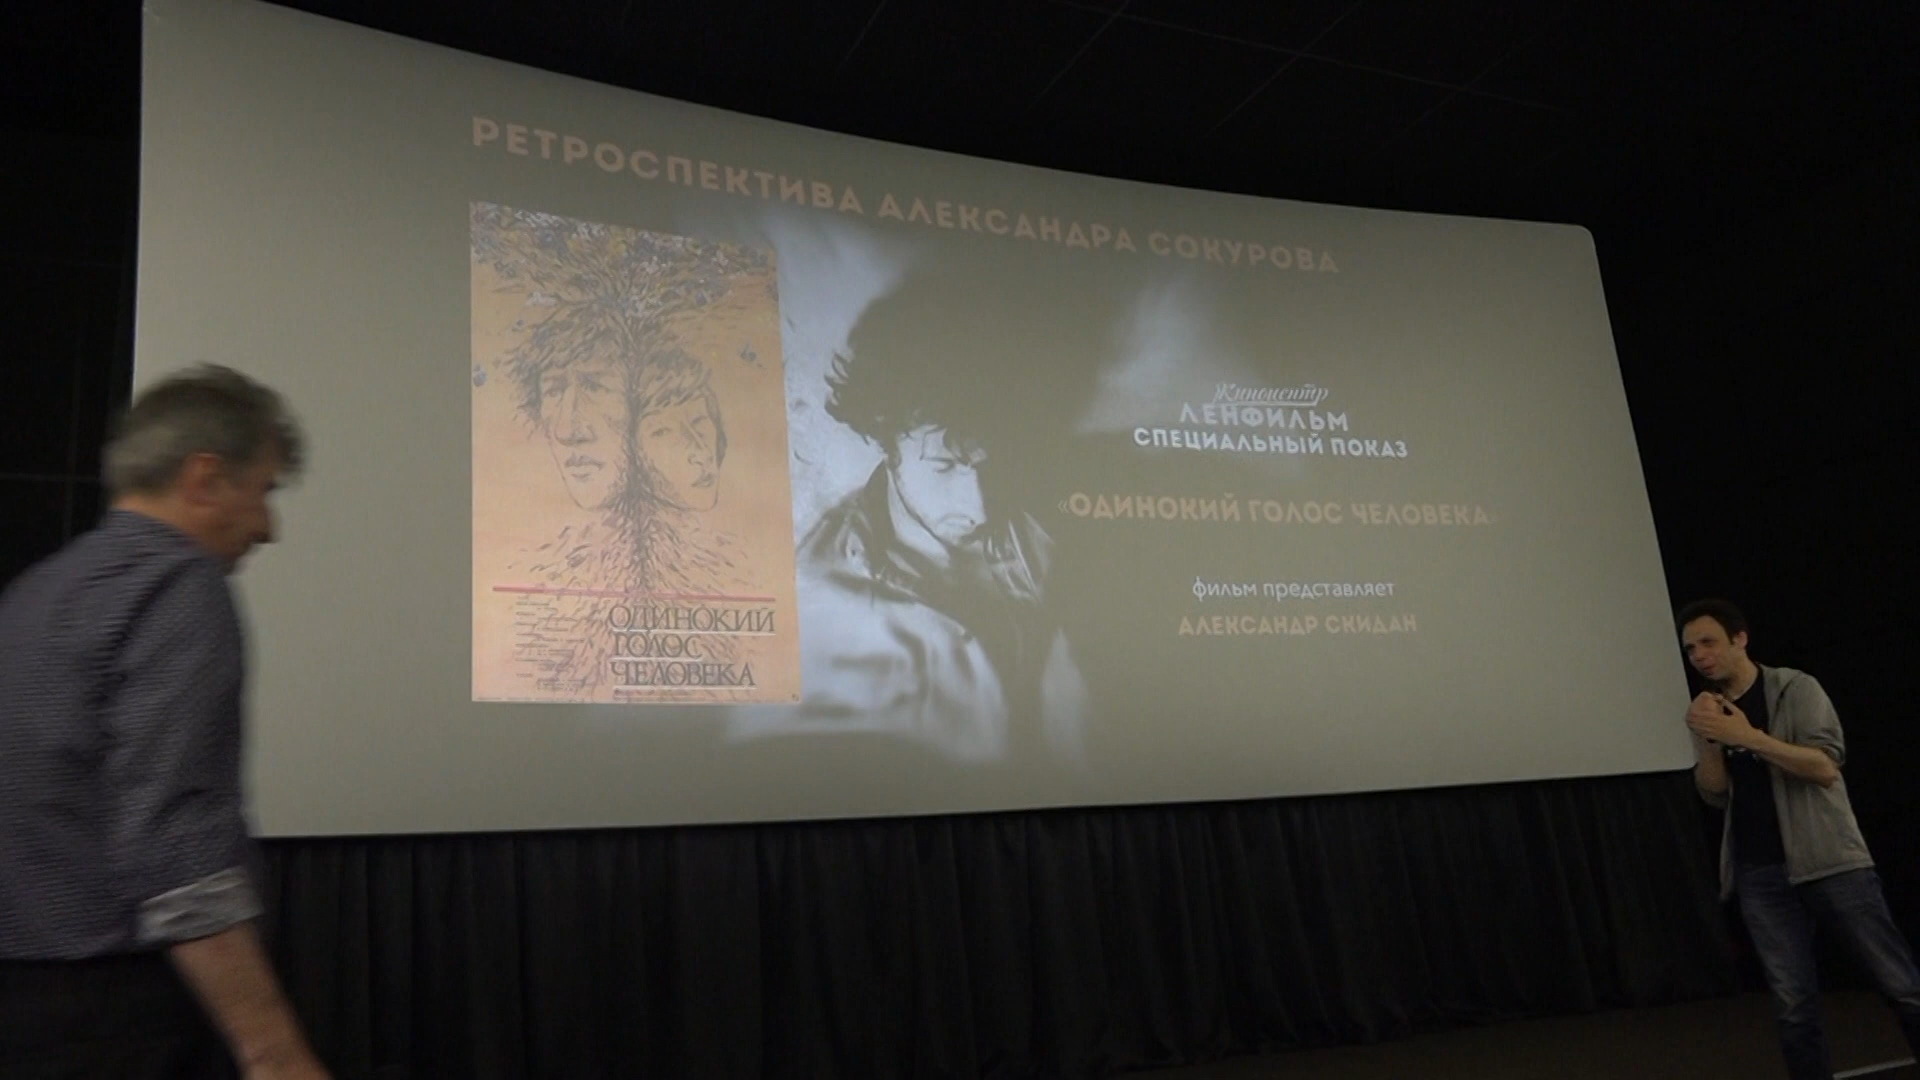 РЕТРОСПЕКТИВА АЛЕКСАНДРА СОКУРОВА
Киноцентр
ЛЕНФИЛЬМ
СПЕЦИАЛЬНЫЙ ПОКАЗ
«ОДИНОКИЙ ГОЛОС ЧЕЛОВЕКА»
фильм представляет
АЛЕКСАНДР СКИДАН
ОДИНОКИЙ
ГОЛОС
ЧЕЛОВЕКА